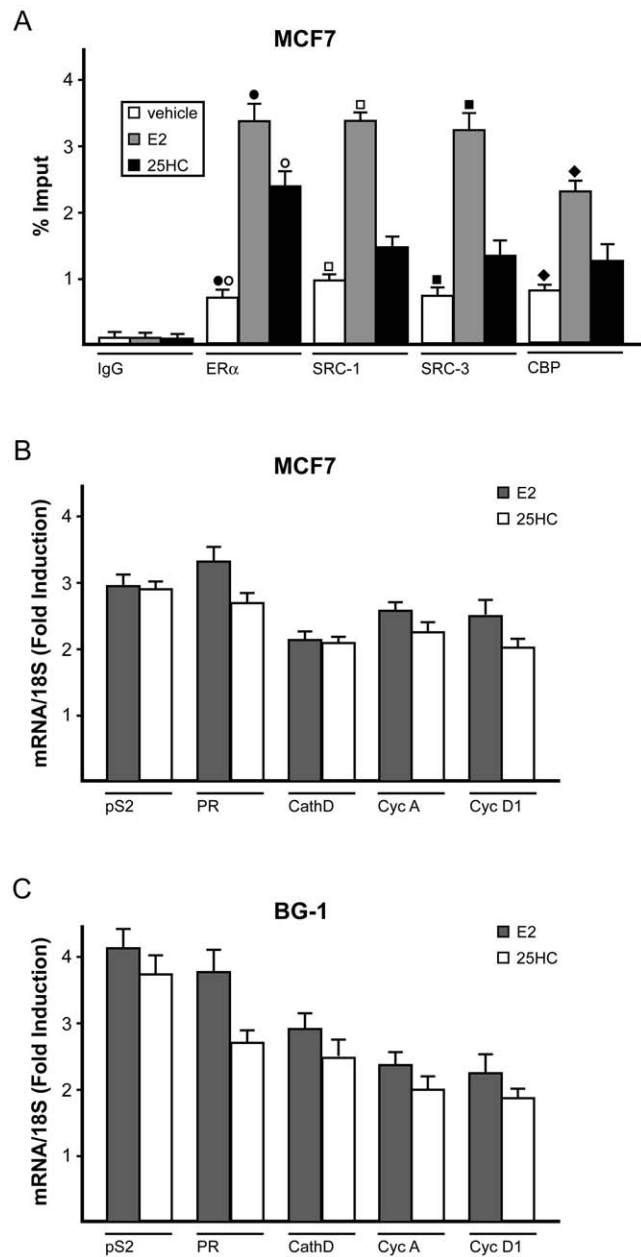 A
MCF7
% Imput
4
3
2
1
vehicle
E2
25HC
IgG ERα SRC-1 SRC-3 CBP
B
MCF7
mRNA/18S (Fold Induction)
4
3
2
1
E2
25HC
pS2 PR CathD Cyc A Cyc D1
C
BG-1
mRNA/18S (Fold Induction)
4
3
2
1
E2
25HC
pS2 PR CathD Cyc A Cyc D1